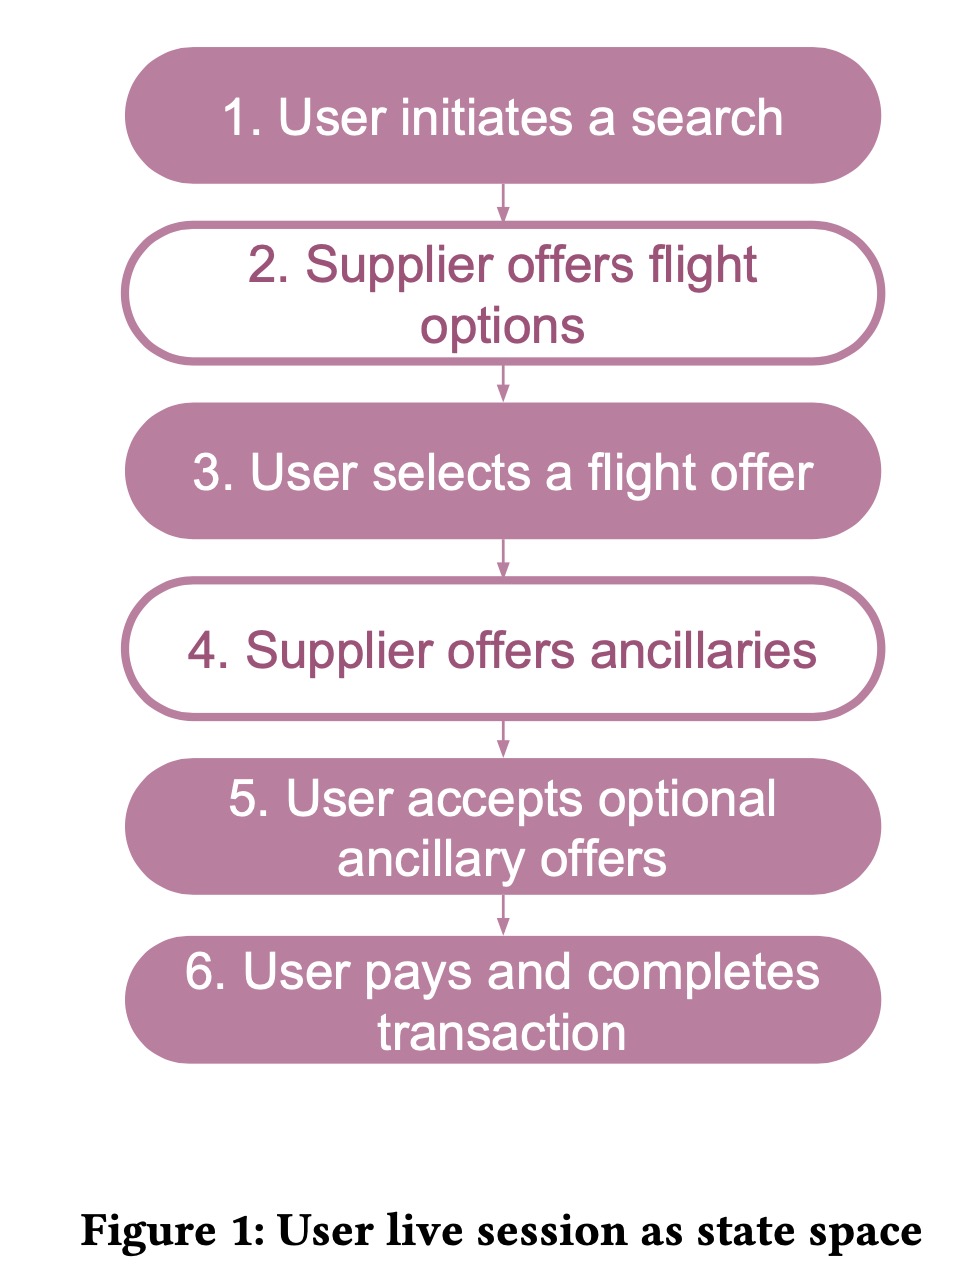 1. User initiates a search
2. Supplier offers flight
options
3. User selects a flight offer
4. Supplier offers ancillaries
5. User accepts optional
ancillary offers
6. User pays and completes
transaction
Figure 1: User live session as state space